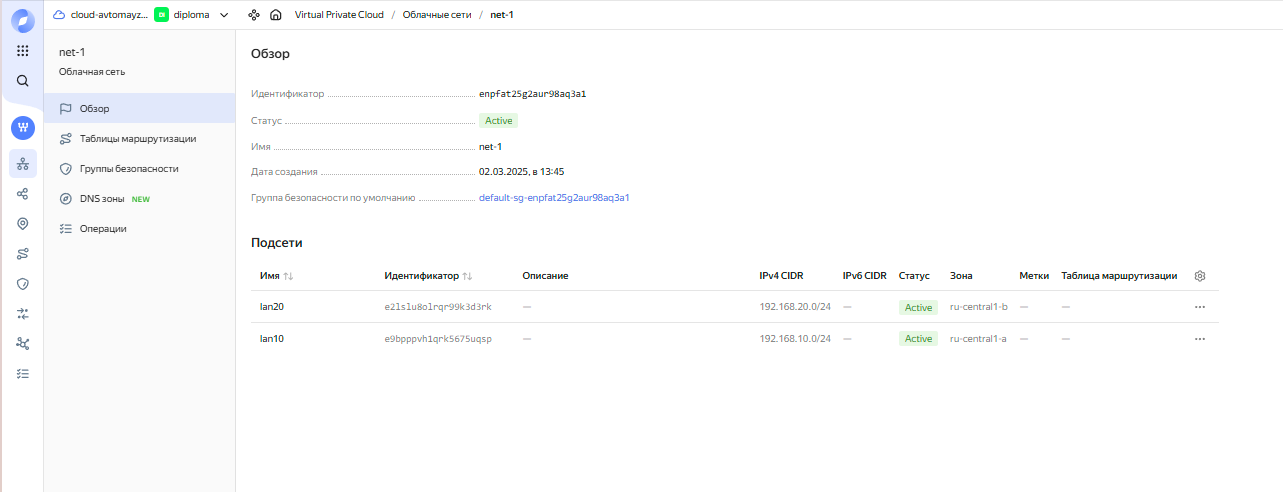 cloud-avtomayz... DI diploma Virtual Private Cloud / Облачные сети / net-1
net-1
Облачная сеть
Обзор
Таблицы маршрутизации
Группы безопасности
DNS зоны NEW
Операции
Обзор
Идентификатор enpfat25g2aur98aq3a1
Статус Active
Имя net-1
Дата создания 02.03.2025, в 13:45
Группа безопасности по умолчанию default-sg-enpfat25g2aur98aq3a1
Подсети
Имя Идентификатор Описание IPv4 CIDR IPv6 CIDR Статус Зона Метки Таблица маршрутизации
lan20 e2lslu8olrqr99k3d3rk — 192.168.20.0/24 — Active ru-central1-b — —
lan10 e9bpppvh1qrk5675uqsp — 192.168.10.0/24 — Active ru-central1-a — —